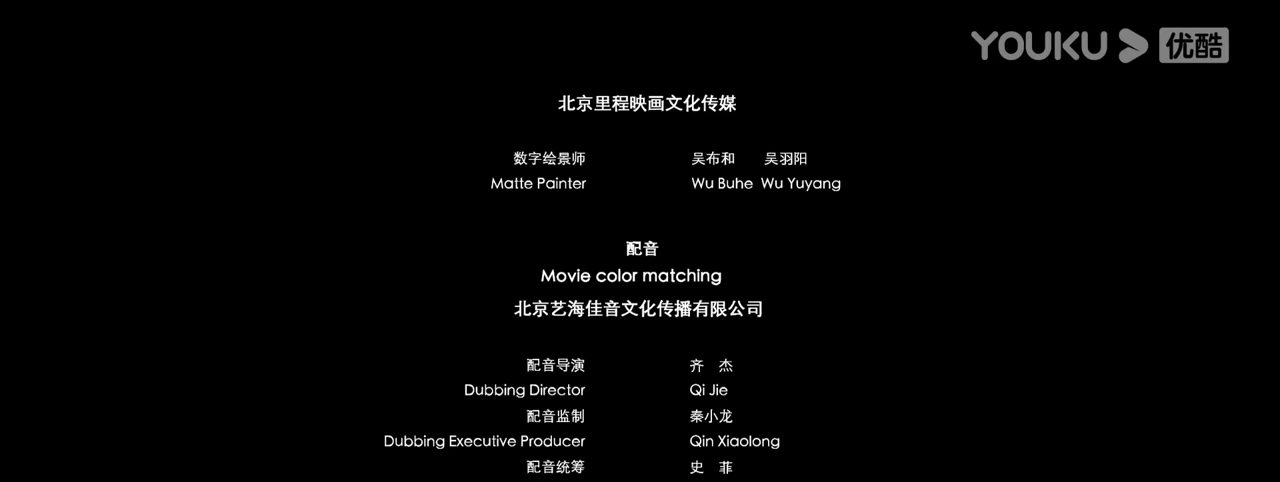 YOUKU 优酷
北京里程映画文化传媒
数字绘景师 吴布和 吴羽阳
Matte Painter Wu Buhe Wu Yuyang
配音
Movie color matching
北京艺海佳音文化传播有限公司
配音导演 齐 杰
Dubbing Director Qi Jie
配音监制 秦小龙
Dubbing Executive Producer Qin Xiaolong
配音统筹 史 菲